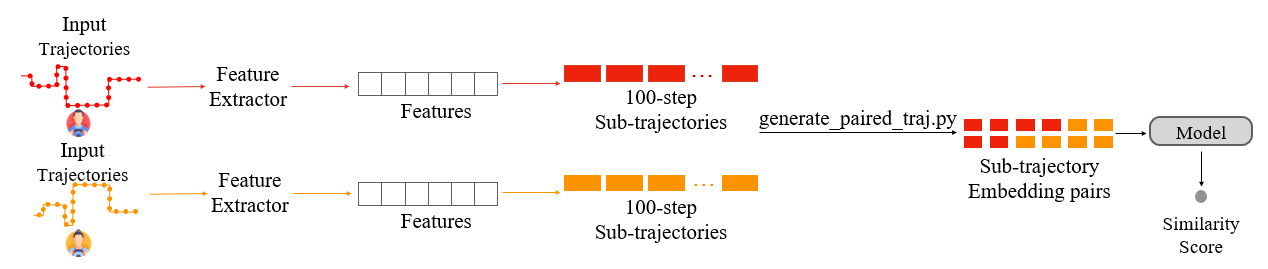 Input
Trajectories
Feature
Extractor
Features
100-step
Sub-trajectories
Input
Trajectories
Feature
Extractor
Features
100-step
Sub-trajectories
generate_paired_traj.py
Sub-trajectory
Embedding pairs
Model
Similarity
Score